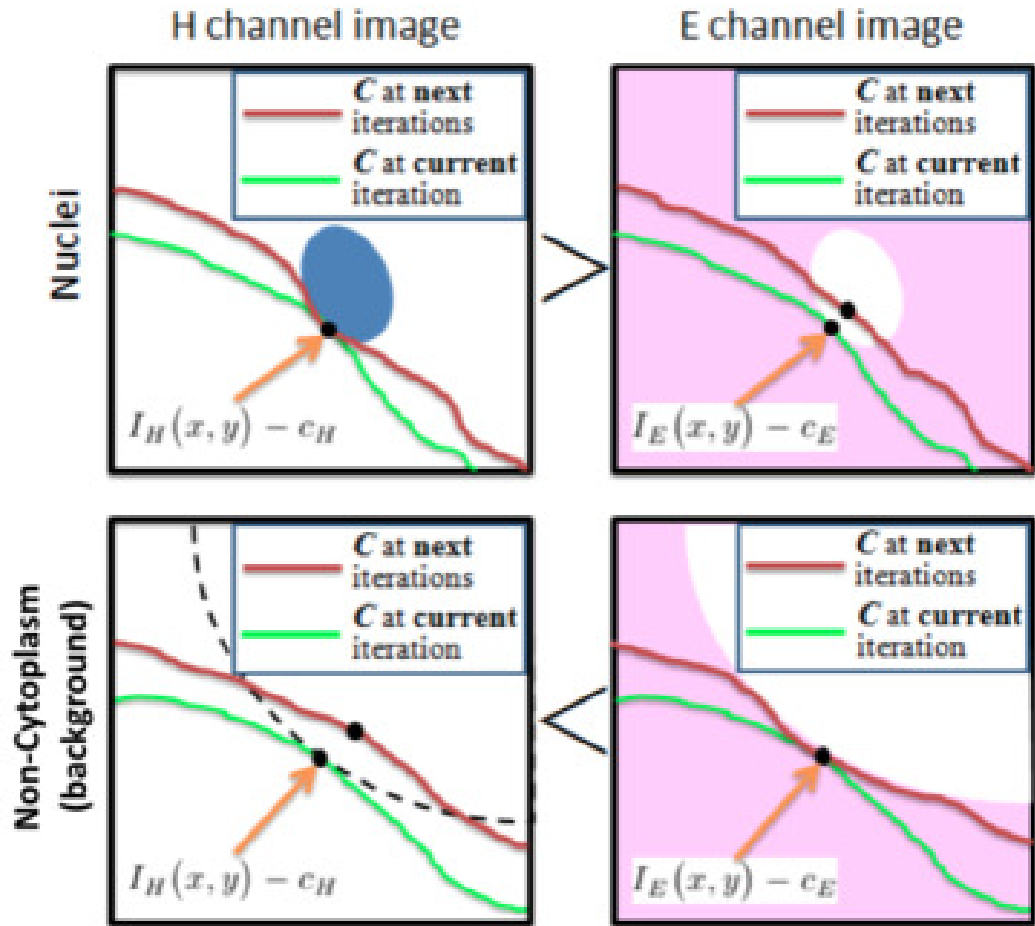 H channel image
E channel image
Nuclei
C at next
iterations
C at current
iteration
I_H(x, y) − c_H
>
C at next
iterations
C at current
iteration
I_E(x, y) − c_E
Non-Cytoplasm
(background)
C at next
iterations
C at current
iteration
I_H(x, y) − c_H
<
C at next
iterations
C at current
iteration
I_E(x, y) − c_E